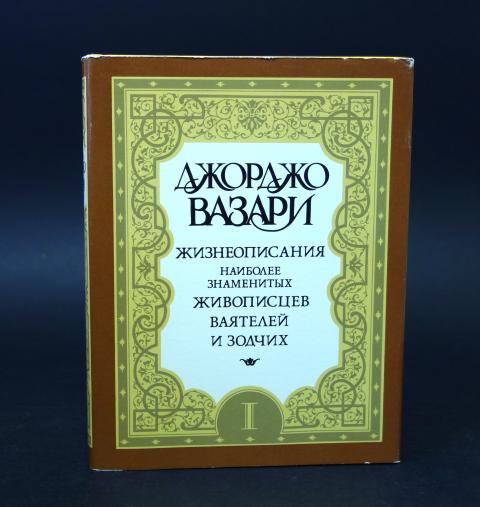 ДЖОРДЖО
ВАЗАРИ
ЖИЗНЕОПИСАНИЯ
НАИБОЛЕЕ
ЗНАМЕНИТЫХ
ЖИВОПИСЦЕВ
ВАЯТЕЛЕЙ
И ЗОДЧИХ
I